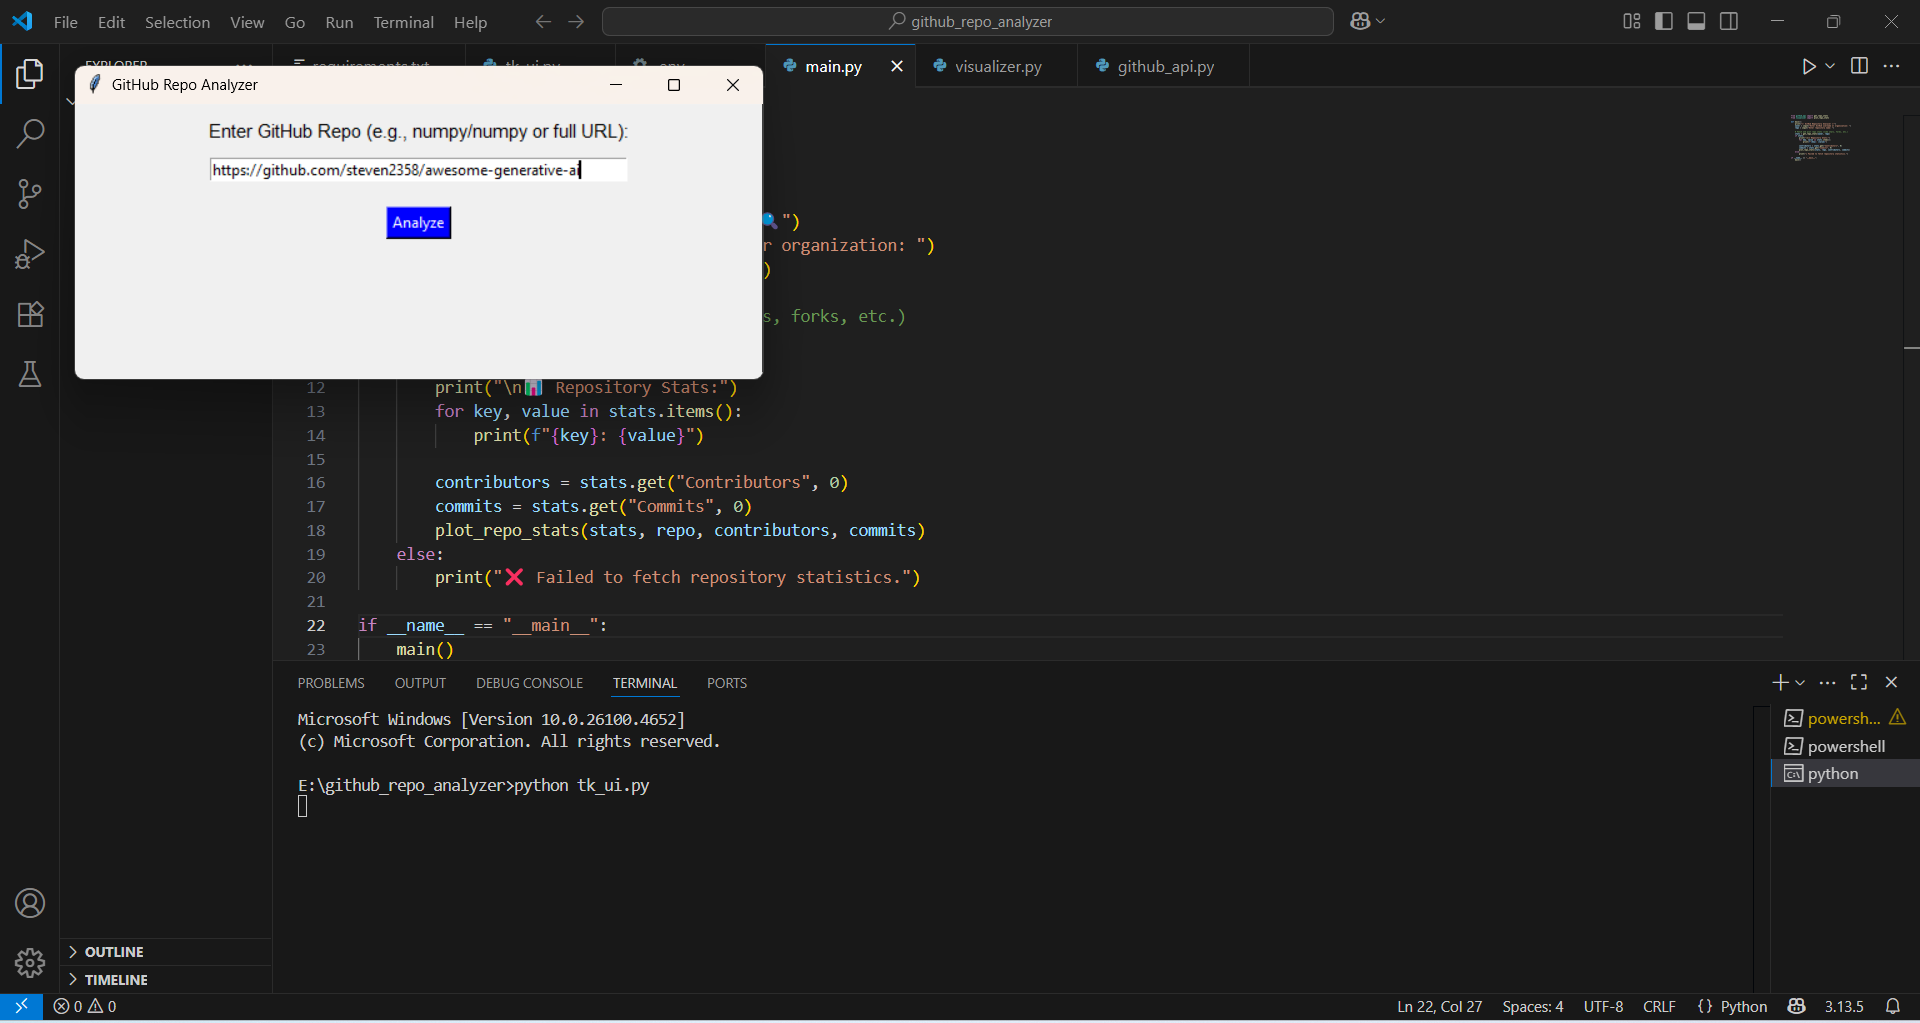 File Edit Selection View Go Run Terminal Help
github_repo_analyzer
main.py
visualizer.py
github_api.py
GitHub Repo Analyzer
Enter GitHub Repo (e.g., numpy/numpy or full URL):
https://github.com/steven2358/awesome-generative-ai
Analyze
🔍")
r organization: ")
)
s, forks, etc.)
12 print("\n📊 Repository Stats:")
13 for key, value in stats.items():
14 print(f"{key}: {value}")
15
16 contributors = stats.get("Contributors", 0)
17 commits = stats.get("Commits", 0)
18 plot_repo_stats(stats, repo, contributors, commits)
19 else:
20 print("❌ Failed to fetch repository statistics.")
21
22 if __name__ == "__main__":
23 main()
PROBLEMS OUTPUT DEBUG CONSOLE TERMINAL PORTS
Microsoft Windows [Version 10.0.26100.4652]
(c) Microsoft Corporation. All rights reserved.
E:\github_repo_analyzer>python tk_ui.py
powersh...
powershell
python
OUTLINE
TIMELINE
0 0
Ln 22, Col 27 Spaces: 4 UTF-8 CRLF {} Python 3.13.5